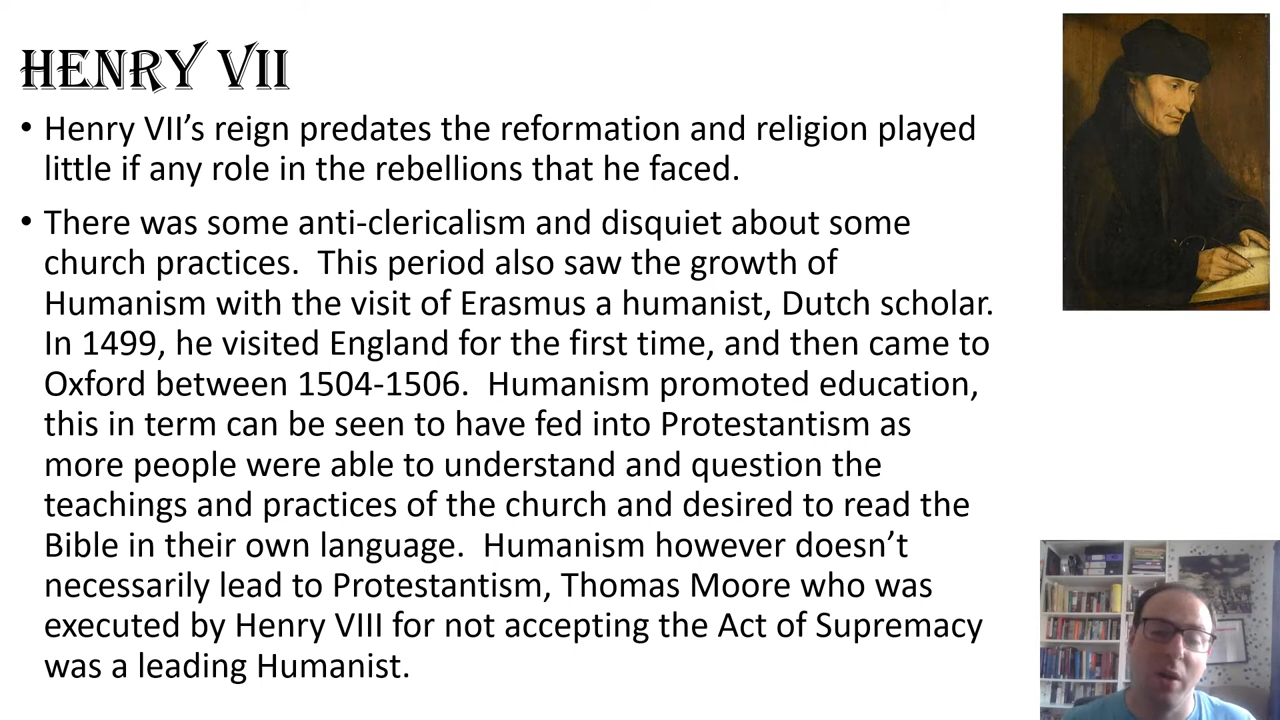 HENRY VII
• Henry VII’s reign predates the reformation and religion played
little if any role in the rebellions that he faced.
• There was some anti-clericalism and disquiet about some
church practices.  This period also saw the growth of
Humanism with the visit of Erasmus a humanist, Dutch scholar.
In 1499, he visited England for the first time, and then came to
Oxford between 1504-1506.  Humanism promoted education,
this in term can be seen to have fed into Protestantism as
more people were able to understand and question the
teachings and practices of the church and desired to read the
Bible in their own language.  Humanism however doesn’t
necessarily lead to Protestantism, Thomas Moore who was
executed by Henry VIII for not accepting the Act of Supremacy
was a leading Humanist.